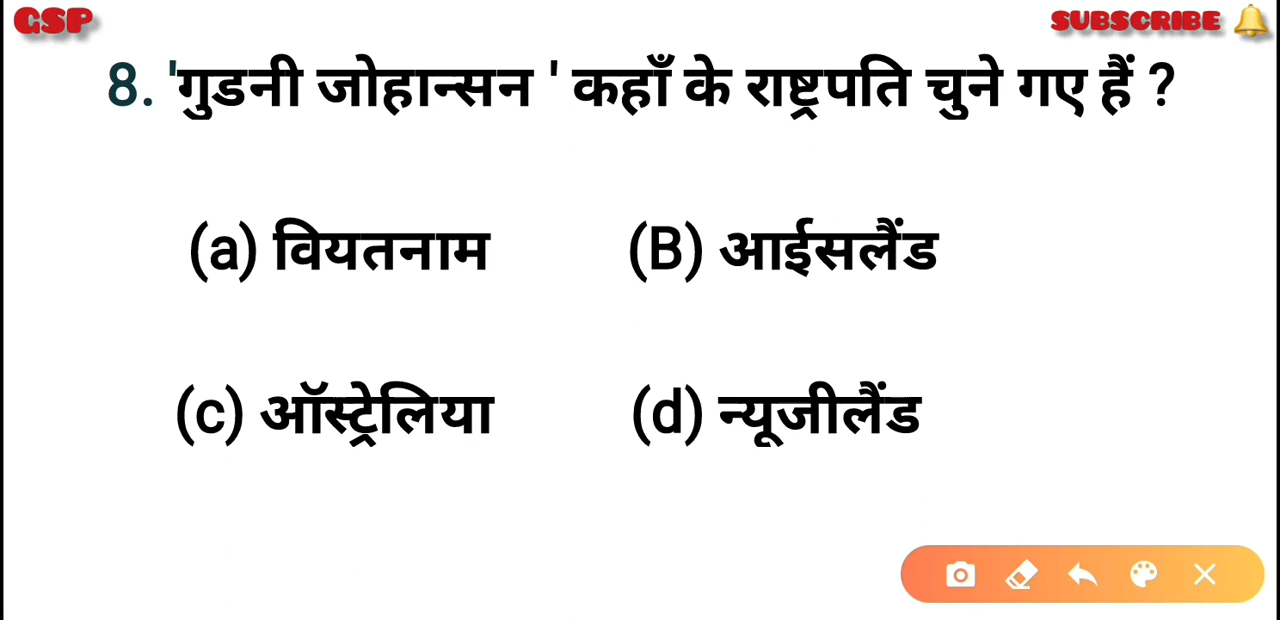 GSP
SUBSCRIBE
8. 'गुडनी जोहान्सन ' कहाँ के राष्ट्रपति चुने गए हैं ?
(a) वियतनाम (B) आईसलैंड
(c) ऑस्ट्रेलिया (d) न्यूजीलैंड